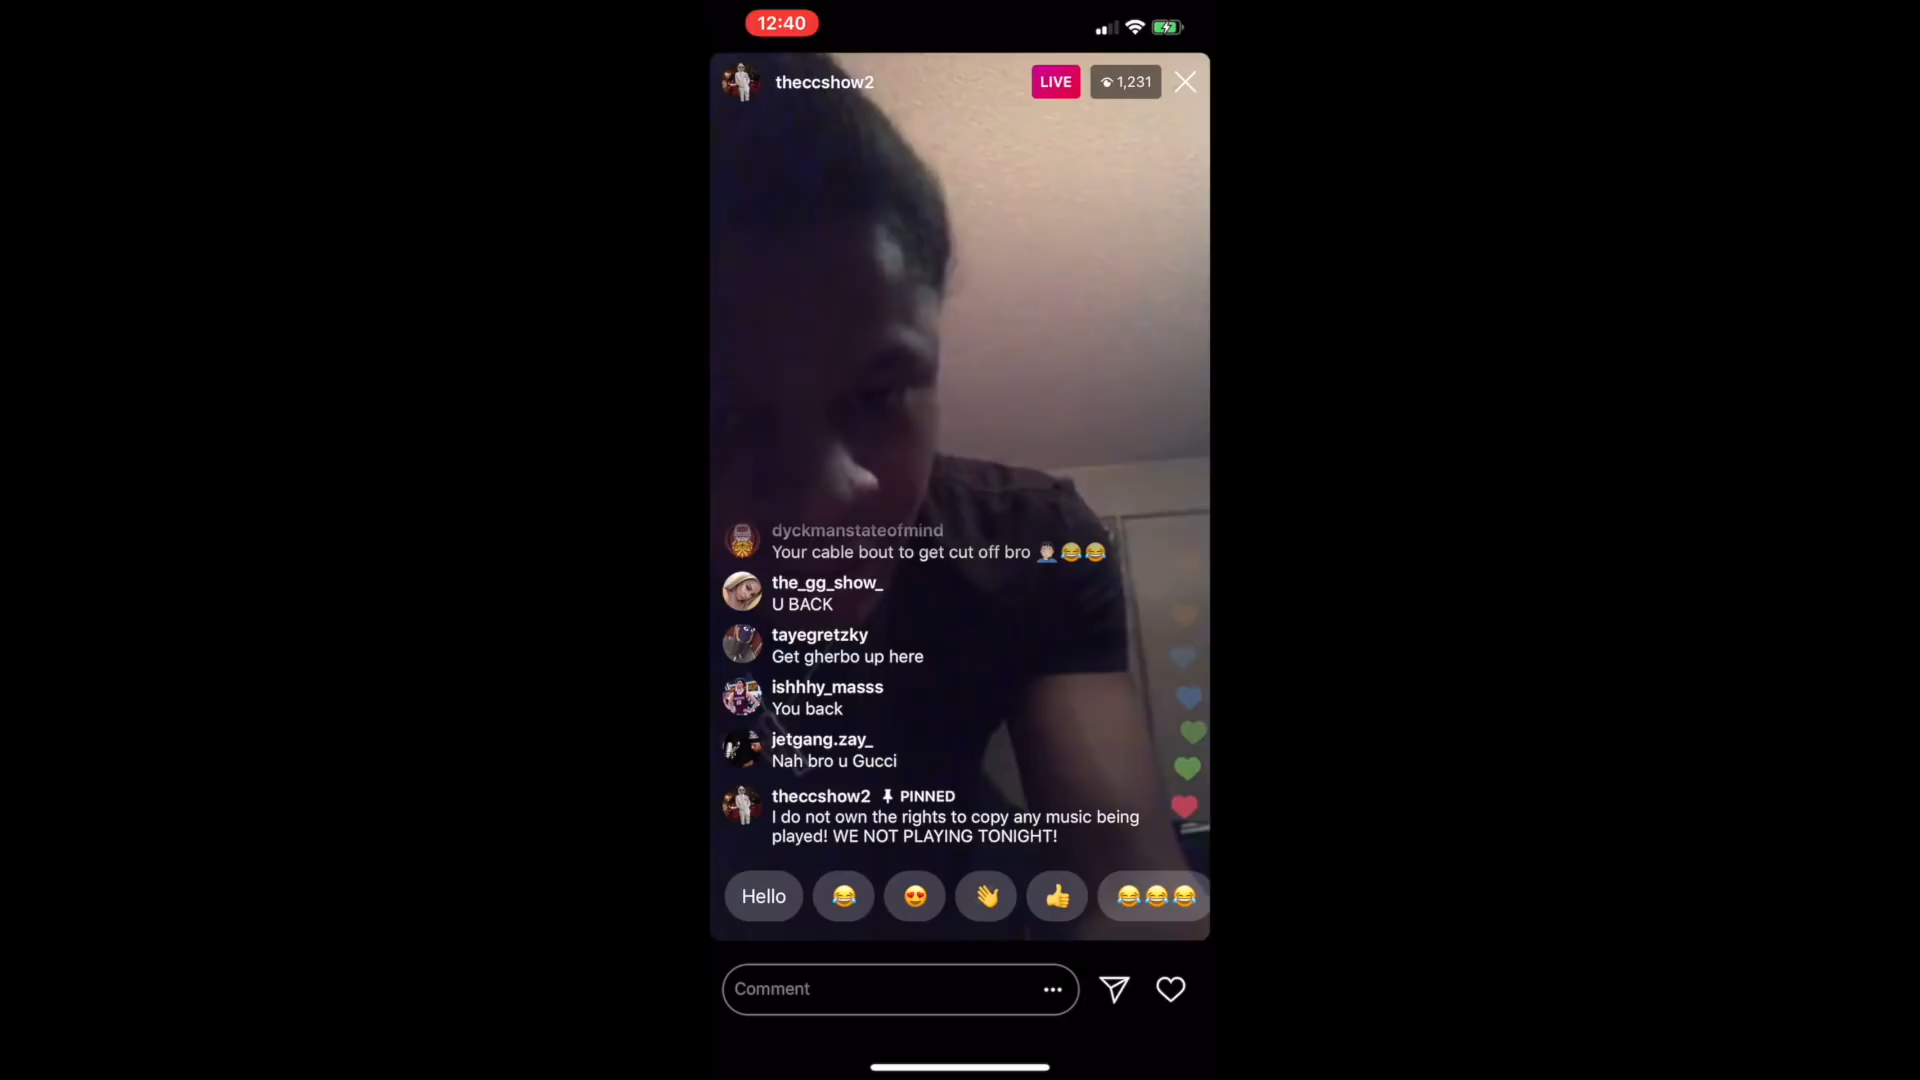 12:40
theccshow2
LIVE
1,231
dyckmanstateofmind
Your cable bout to get cut off bro 🤦🏻‍♂️😂😂
the_gg_show_
U BACK
tayegretzky
Get gherbo up here
ishhhy_masss
You back
jetgang.zay_
Nah bro u Gucci
theccshow2 📌 PINNED
I do not own the rights to copy any music being
played! WE NOT PLAYING TONIGHT!
Hello 😂 😍 👋 👍 😂😂😂
Comment